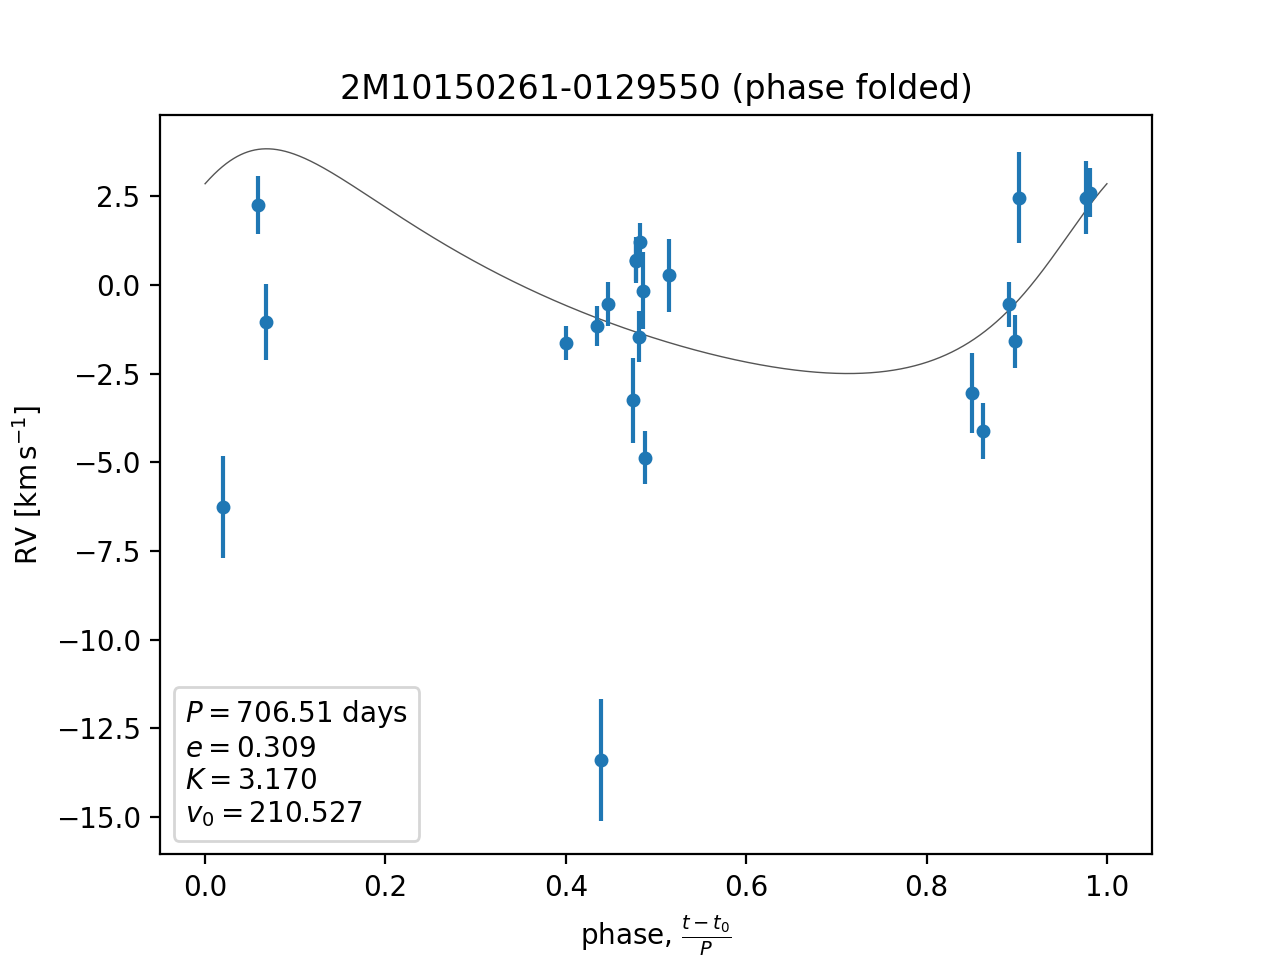 2M10150261-0129550 (phase folded)
2.5
0.0
−2.5
−5.0
−7.5
−10.0
−12.5
−15.0
RV [km s⁻¹]
P = 706.51 days
e = 0.309
K = 3.170
v₀ = 210.527
0.0 0.2 0.4 0.6 0.8 1.0
phase, (t − t₀)/P